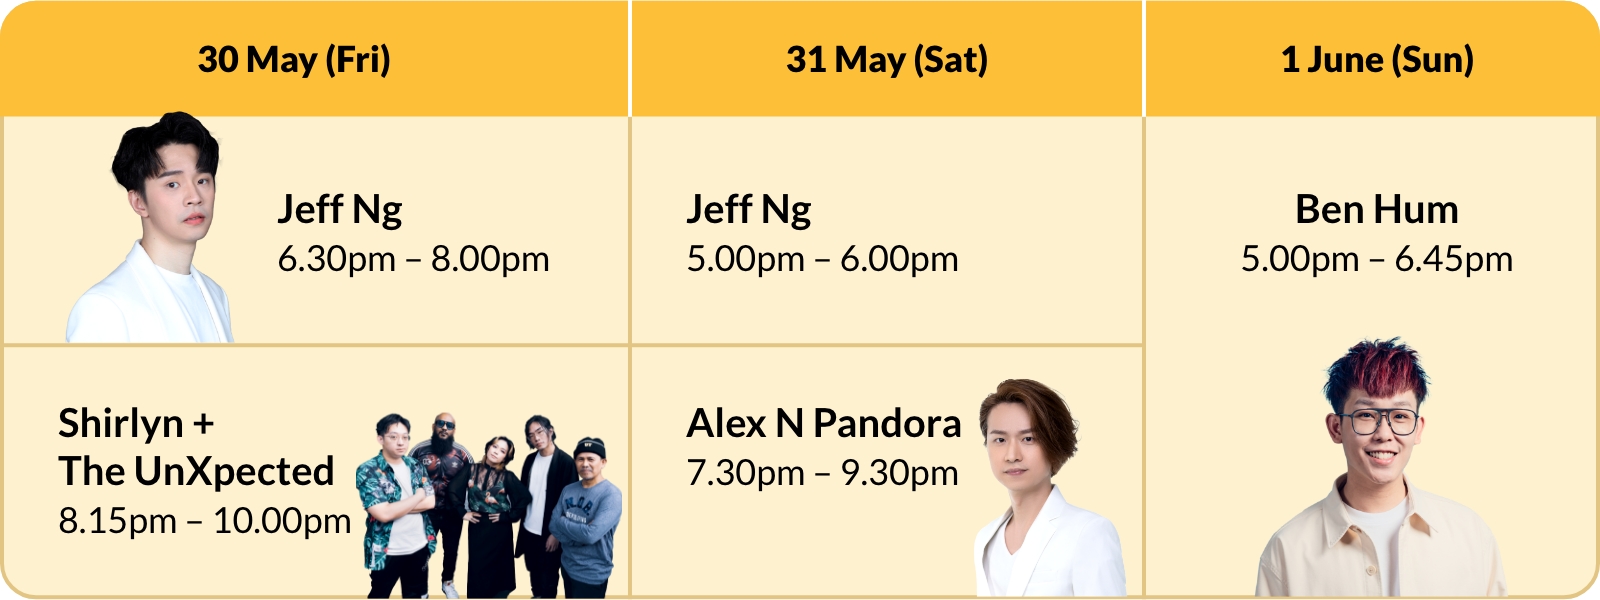 30 May (Fri)
31 May (Sat)
1 June (Sun)
Jeff Ng
6.30pm – 8.00pm
Jeff Ng
5.00pm – 6.00pm
Ben Hum
5.00pm – 6.45pm
Shirlyn +
The UnXpected
8.15pm – 10.00pm
Alex N Pandora
7.30pm – 9.30pm